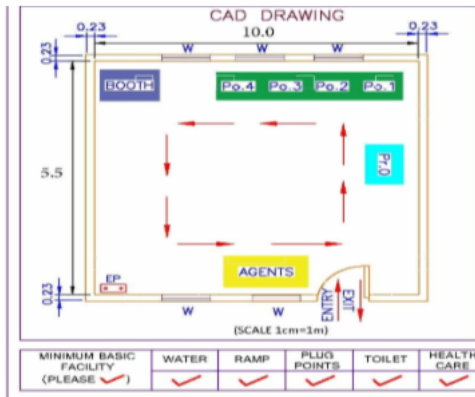 CAD DRAWING
0.23 10.0 0.23
W W W
0.23
BOOTH Po.4 Po.3 Po.2 Po.1
Pr.O
5.5
AGENTS
EP
0.23
W W
ENTRY EXIT
(SCALE 1cm=1m)
MINIMUM BASIC FACILITY (PLEASE ✓)
WATER
RAMP
PLUG POINTS
TOILET
HEALTH CARE